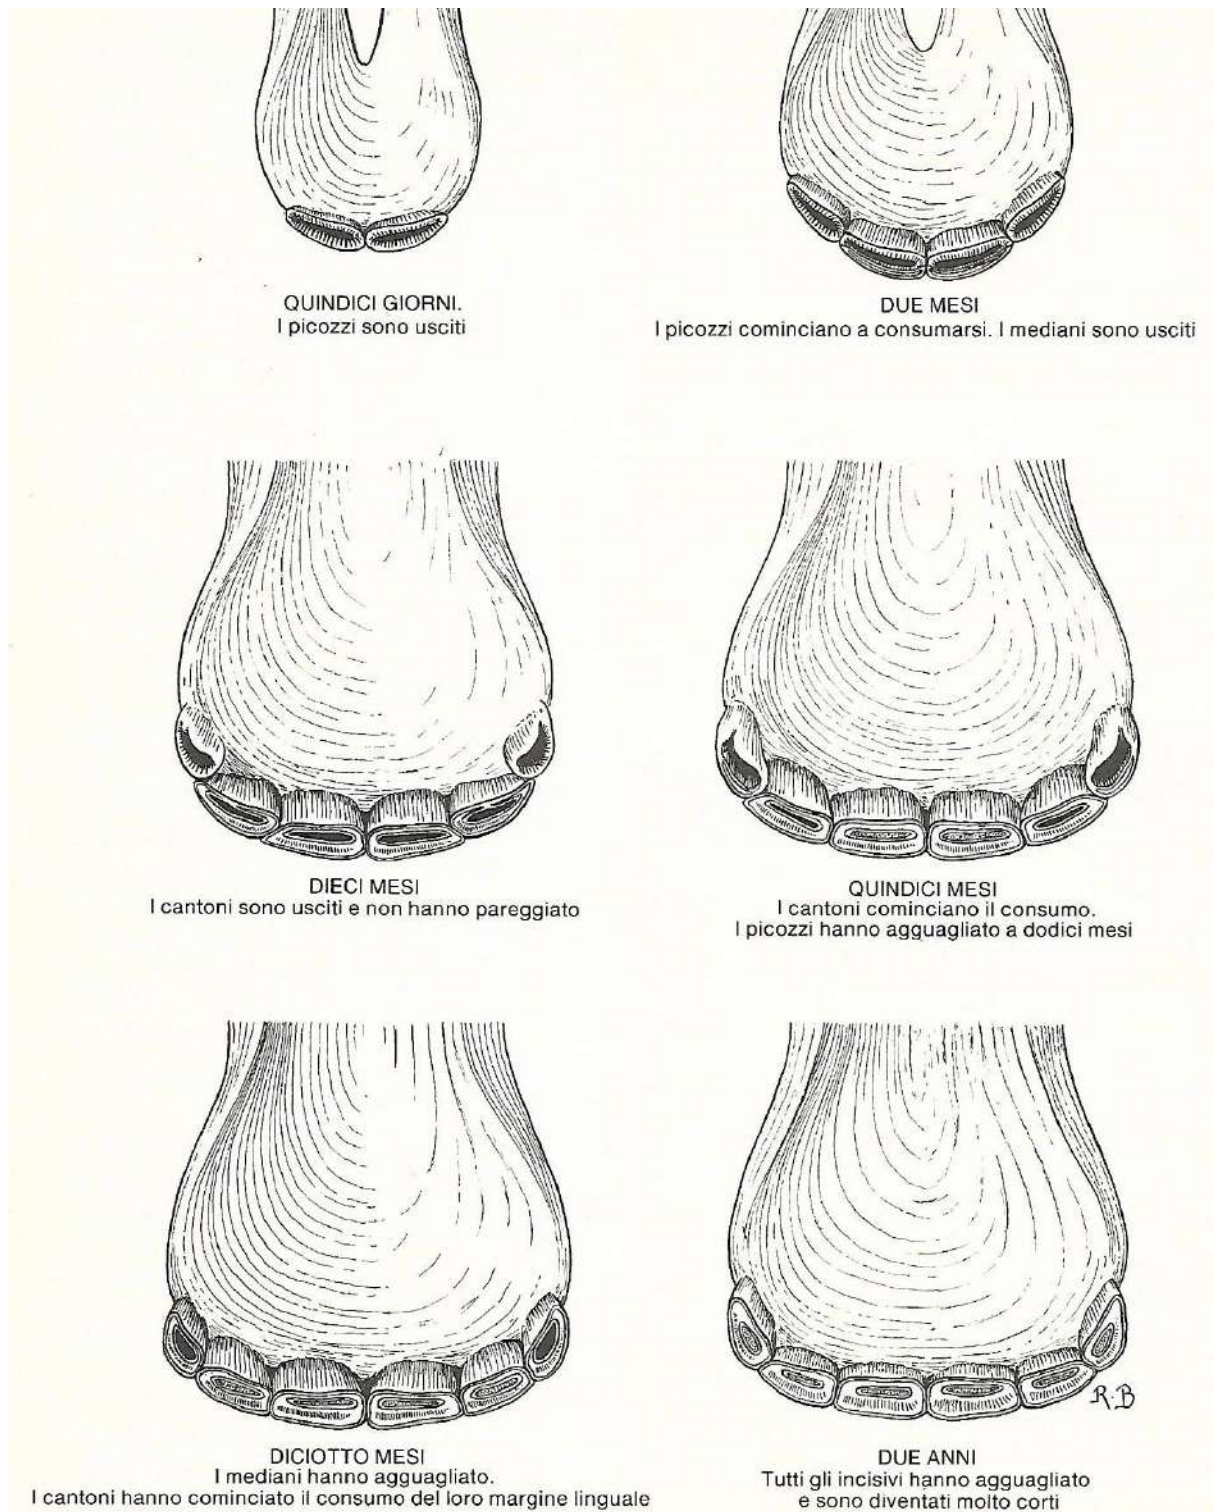 QUINDICI GIORNI.
I picozzi sono usciti
DUE MESI
I picozzi cominciano a consumarsi. I mediani sono usciti
DIECI MESI
I cantoni sono usciti e non hanno pareggiato
QUINDICI MESI
I cantoni cominciano il consumo.
I picozzi hanno agguagliato a dodici mesi
DICIOTTO MESI
I mediani hanno agguagliato.
I cantoni hanno cominciato il consumo del loro margine linguale
DUE ANNI
Tutti gli incisivi hanno agguagliato
e sono diventati molto corti
R.B